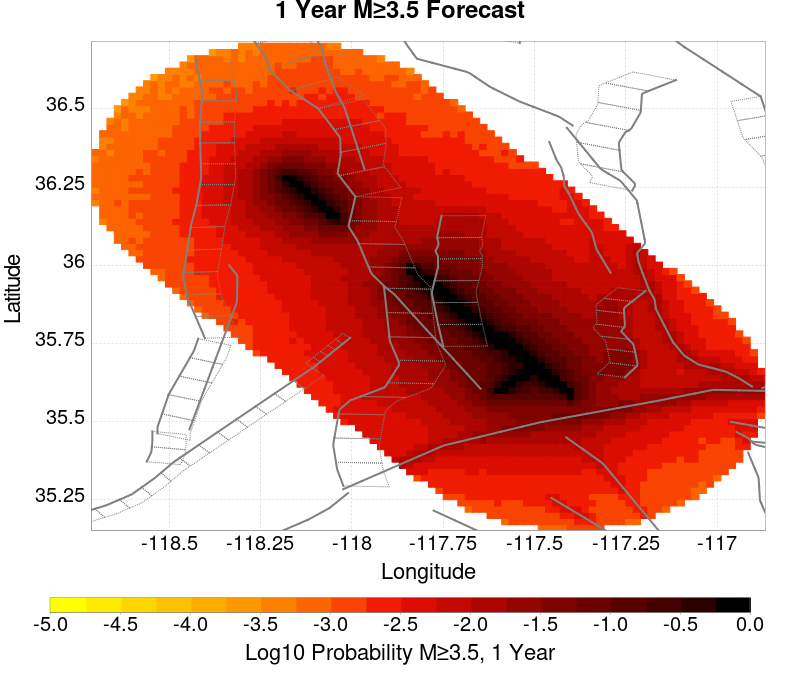 1 Year M≥3.5 Forecast
36.5
36.25
36
35.75
35.5
35.25
Latitude
-118.5 -118.25 -118 -117.75 -117.5 -117.25 -117
Longitude
-5.0 -4.5 -4.0 -3.5 -3.0 -2.5 -2.0 -1.5 -1.0 -0.5 0.0
Log10 Probability M≥3.5, 1 Year